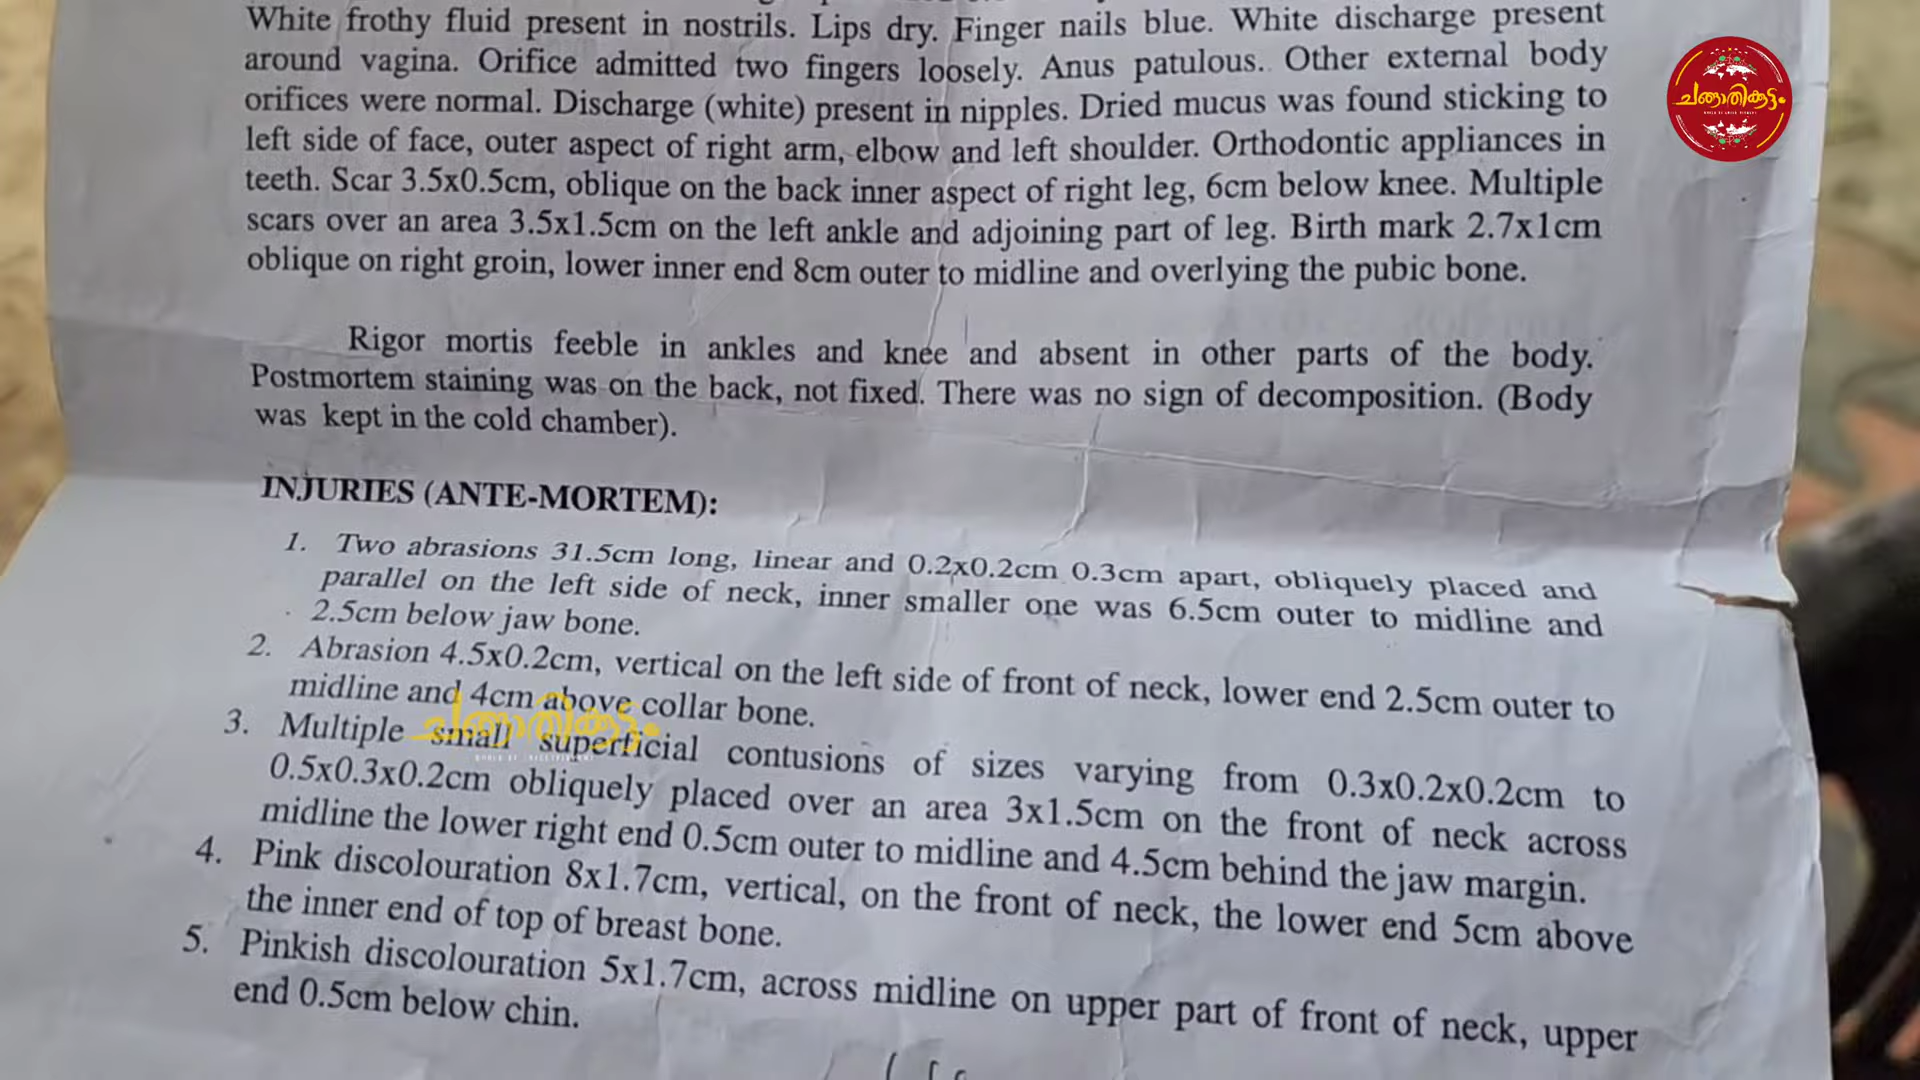 White frothy fluid present in nostrils. Lips dry. Finger nails blue. White discharge present
around vagina. Orifice admitted two fingers loosely. Anus patulous. Other external body
orifices were normal. Discharge (white) present in nipples. Dried mucus was found sticking to
left side of face, outer aspect of right arm, elbow and left shoulder. Orthodontic appliances in
teeth. Scar 3.5x0.5cm, oblique on the back inner aspect of right leg, 6cm below knee. Multiple
scars over an area 3.5x1.5cm on the left ankle and adjoining part of leg. Birth mark 2.7x1cm
oblique on right groin, lower inner end 8cm outer to midline and overlying the pubic bone.
Rigor mortis feeble in ankles and knee and absent in other parts of the body.
Postmortem staining was on the back, not fixed. There was no sign of decomposition. (Body
was kept in the cold chamber).
INJURIES (ANTE-MORTEM):
1. Two abrasions 31.5cm long, linear and 0.2x0.2cm 0.3cm apart, obliquely placed and
parallel on the left side of neck, inner smaller one was 6.5cm outer to midline and
2.5cm below jaw bone.
2. Abrasion 4.5x0.2cm, vertical on the left side of front of neck, lower end 2.5cm outer to
midline and 4cm above collar bone.
3. Multiple small superficial contusions of sizes varying from 0.3x0.2x0.2cm to
0.5x0.3x0.2cm obliquely placed over an area 3x1.5cm on the front of neck across
midline the lower right end 0.5cm outer to midline and 4.5cm behind the jaw margin.
4. Pink discolouration 8x1.7cm, vertical, on the front of neck, the lower end 5cm above
the inner end of top of breast bone.
5. Pinkish discolouration 5x1.7cm, across midline on upper part of front of neck, upper
end 0.5cm below chin.
ചങ്ങാതികൂട്ടം
ചങ്ങാതികൂട്ടം